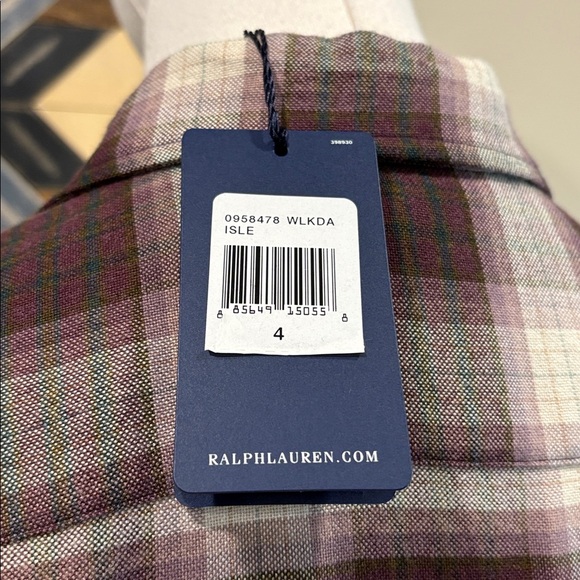 398930
0958478 WLKDA
ISLE
8 85649 15055 8
4
RALPHLAUREN.COM